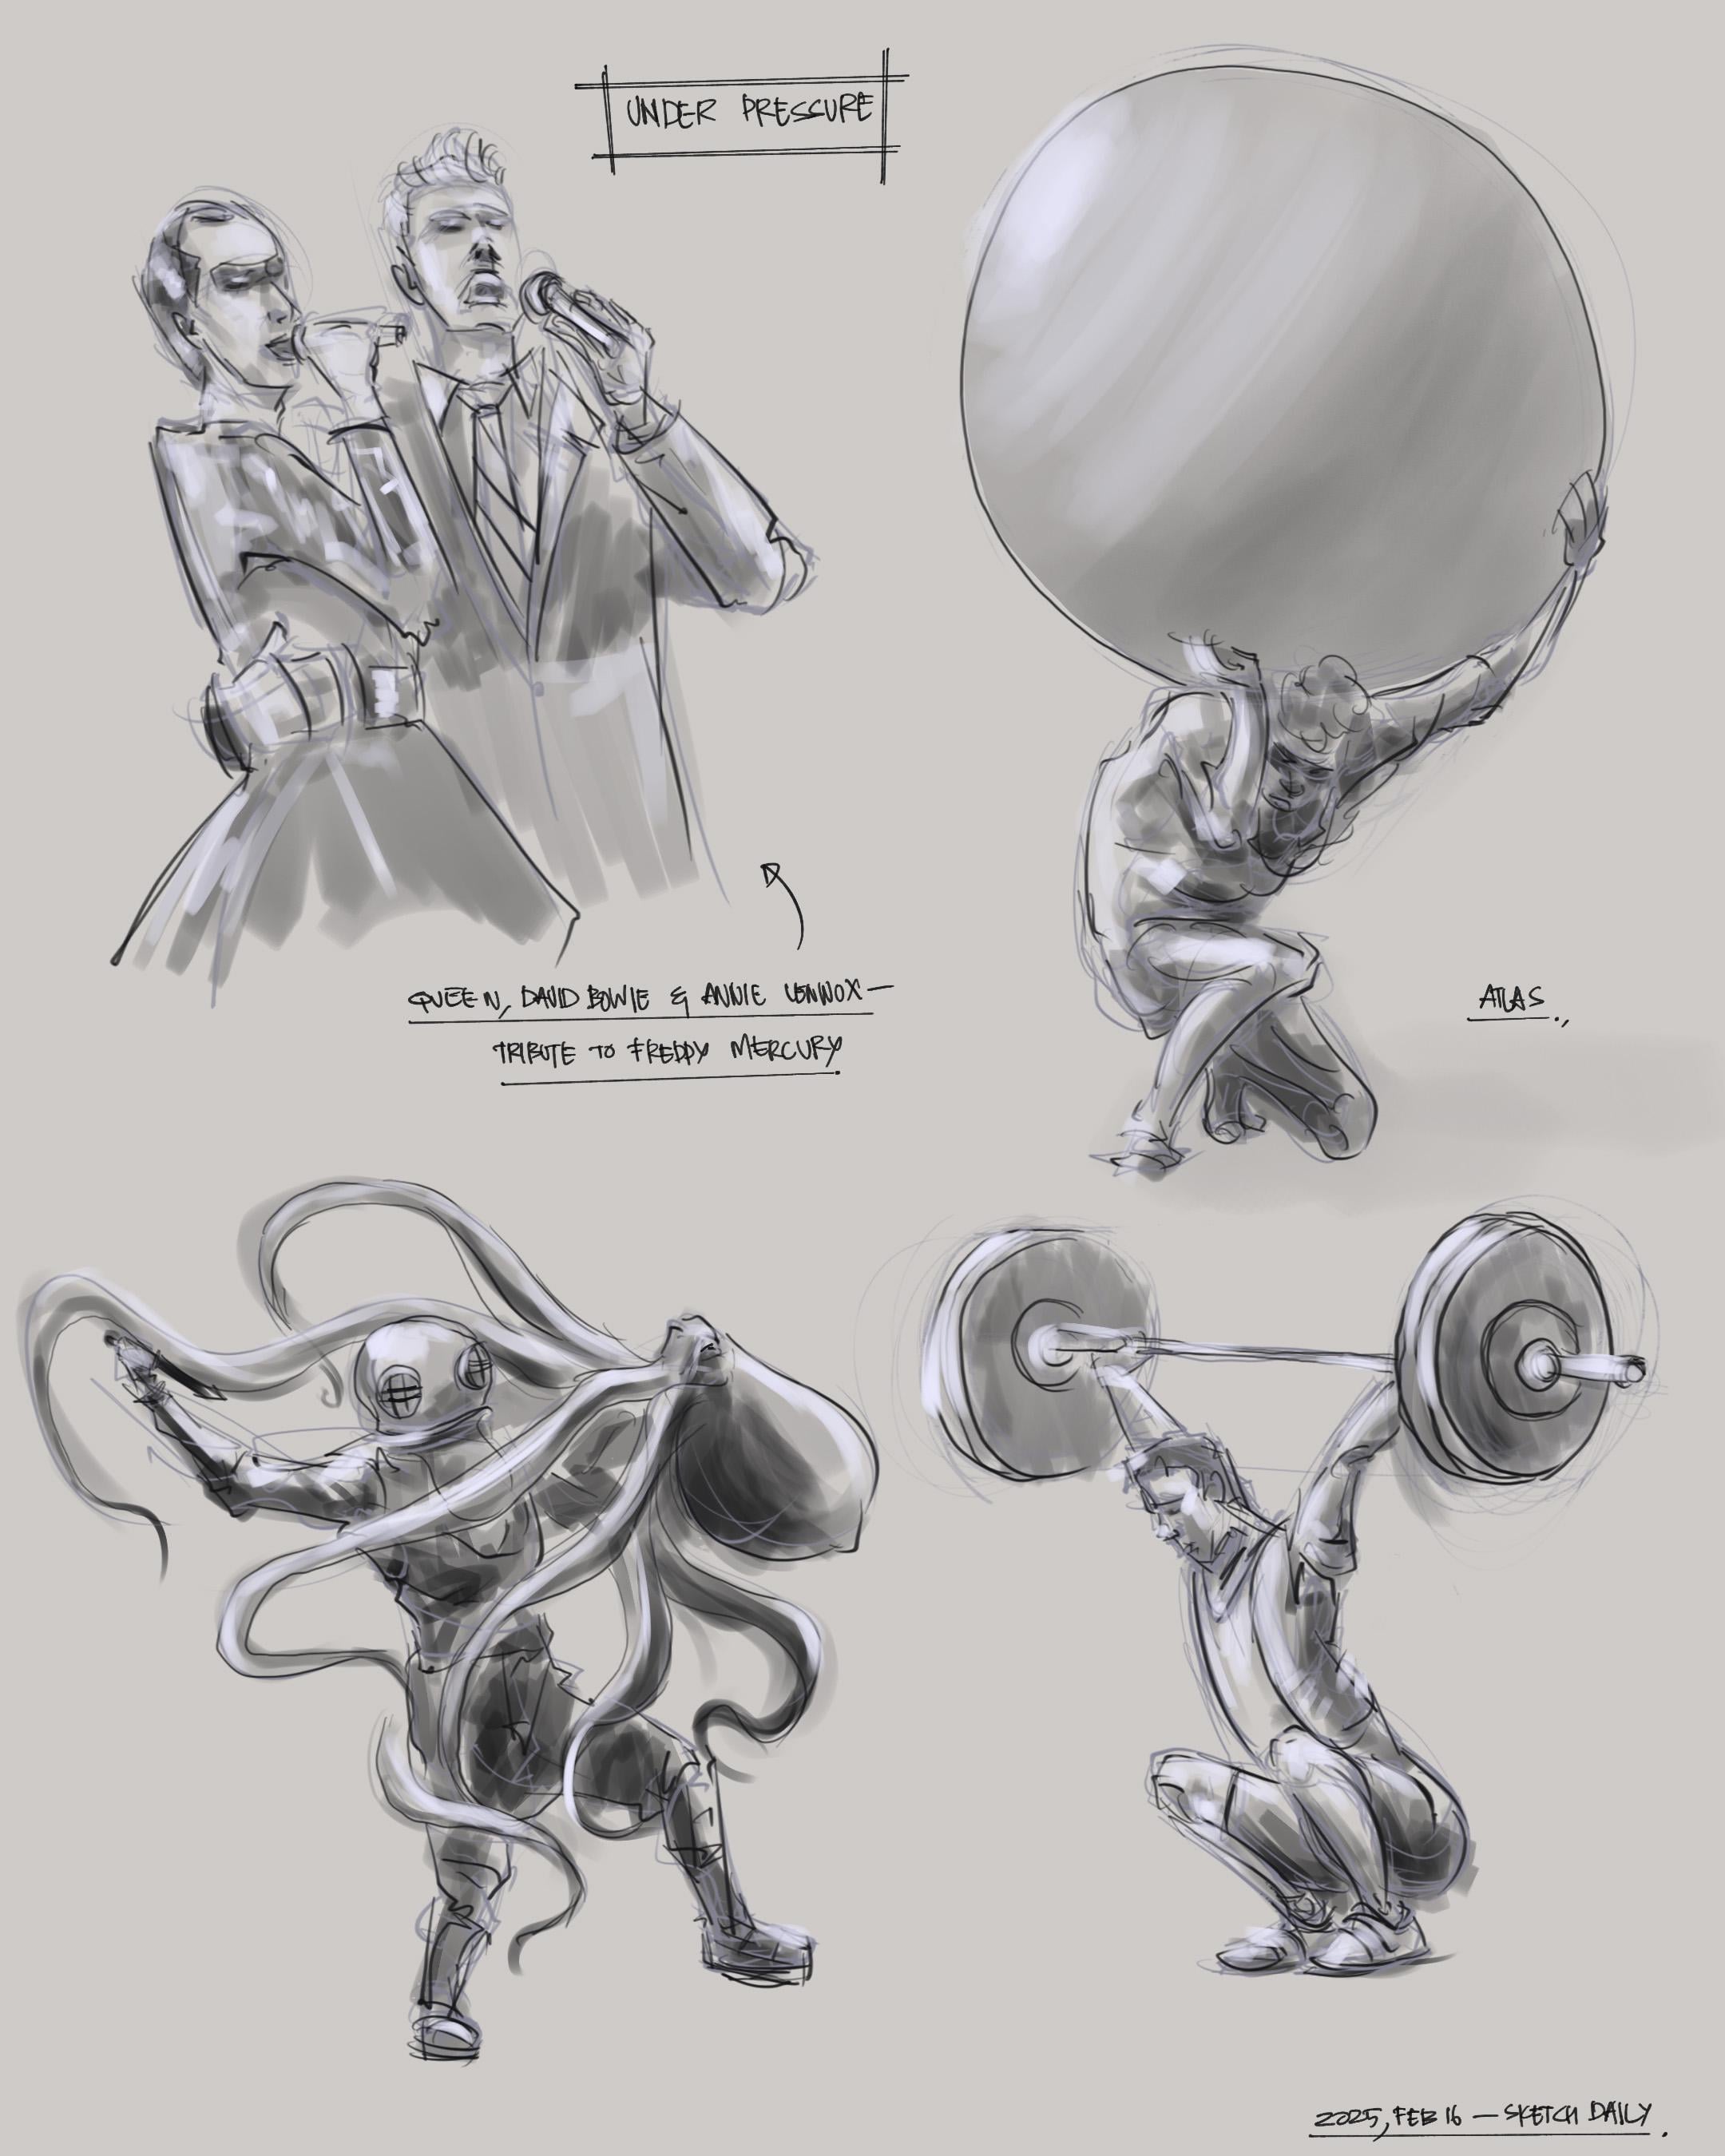 UNDER PRESSURE
QUEEN, DAVID BOWIE & ANNIE LENNOX —
TRIBUTE TO FREDDY MERCURY.
ATLAS.,
2025, FEB 16 — SKETCH DAILY.